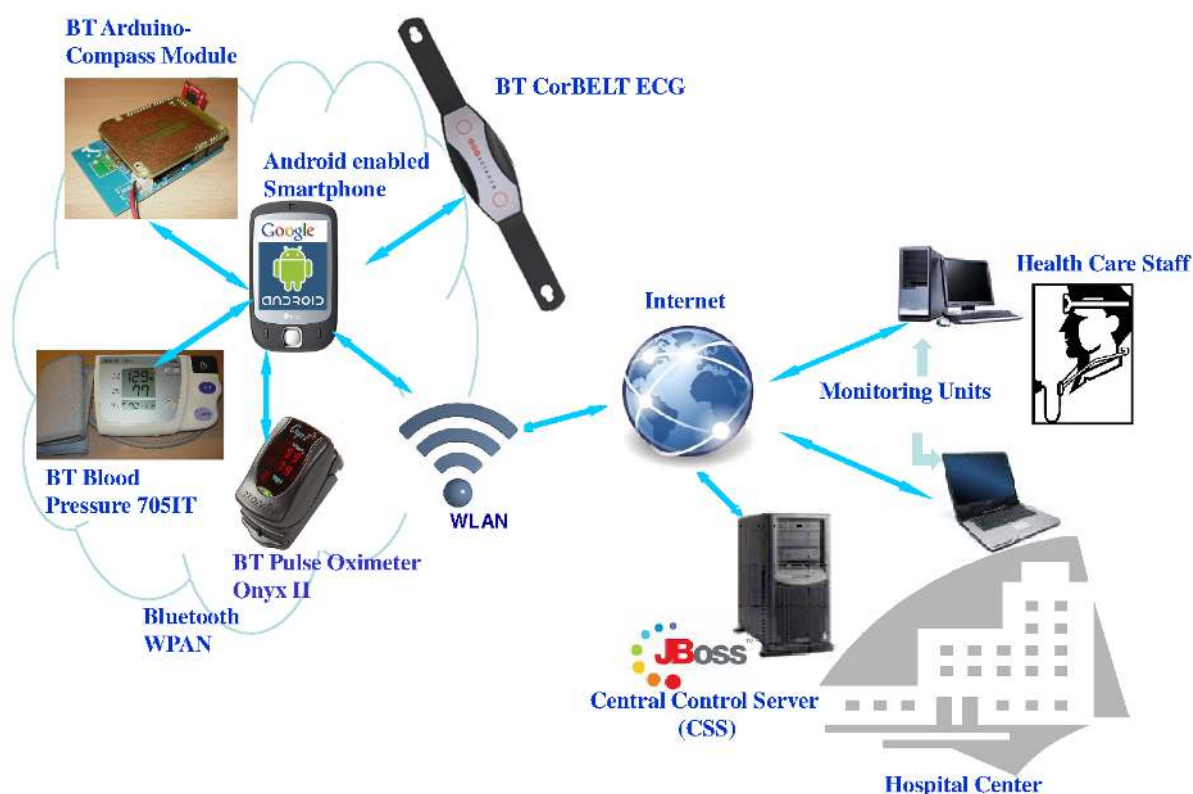 BT Arduino-
Compass Module
BT CorBELT ECG
Android enabled
Smartphone
Google
ANDROID
BT Blood
Pressure 705IT
129
77
BT Pulse Oximeter
Onyx II
Bluetooth
WPAN
WLAN
Internet
Health Care Staff
Monitoring Units
JBoss
Central Control Server
(CSS)
Hospital Center